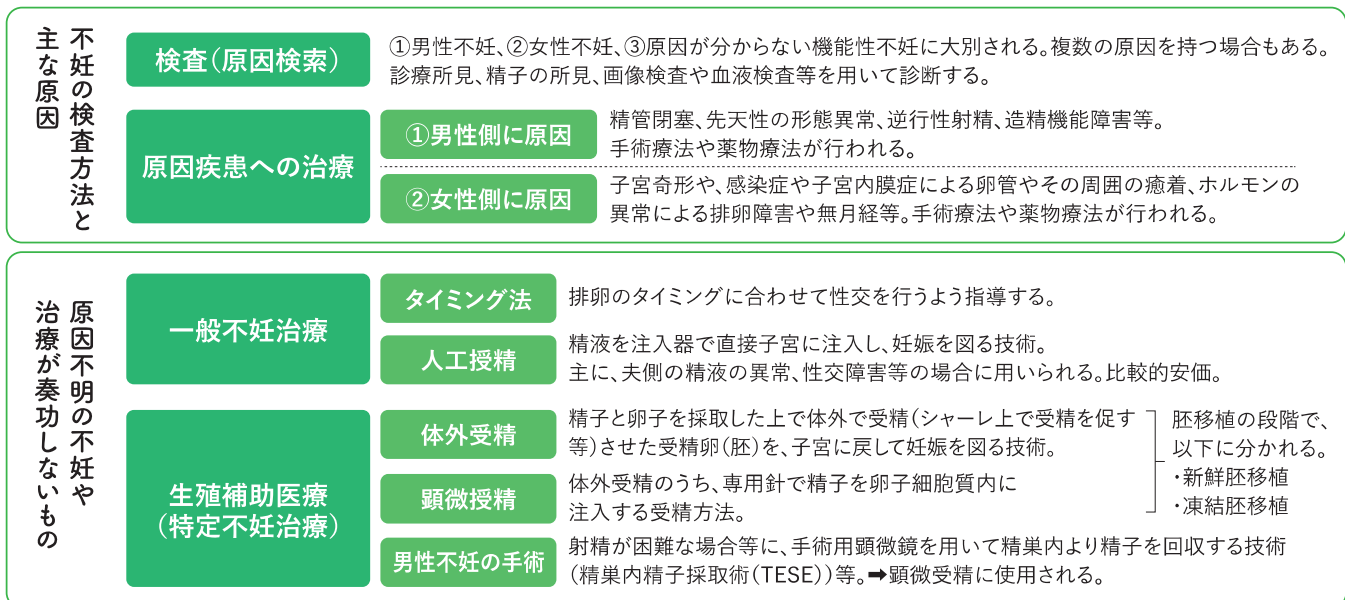 不妊の検査方法と
主な原因
検査（原因検索）
①男性不妊、②女性不妊、③原因が分からない機能性不妊に大別される。複数の原因を持つ場合もある。
診療所見、精子の所見、画像検査や血液検査等を用いて診断する。
原因疾患への治療
①男性側に原因
精管閉塞、先天性の形態異常、逆行性射精、造精機能障害等。
手術療法や薬物療法が行われる。
②女性側に原因
子宮奇形や、感染症や子宮内膜症による卵管やその周囲の癒着、ホルモンの
異常による排卵障害や無月経等。手術療法や薬物療法が行われる。
原因不明の不妊や
治療が奏功しないもの
一般不妊治療
タイミング法
排卵のタイミングに合わせて性交を行うよう指導する。
人工授精
精液を注入器で直接子宮に注入し、妊娠を図る技術。
主に、夫側の精液の異常、性交障害等の場合に用いられる。比較的安価。
生殖補助医療
（特定不妊治療）
体外受精
精子と卵子を採取した上で体外で受精（シャーレ上で受精を促す
等）させた受精卵（胚）を、子宮に戻して妊娠を図る技術。
顕微授精
体外受精のうち、専用針で精子を卵子細胞質内に
注入する受精方法。
胚移植の段階で、
以下に分かれる。
・新鮮胚移植
・凍結胚移植
男性不妊の手術
射精が困難な場合等に、手術用顕微鏡を用いて精巣内より精子を回収する技術
（精巣内精子採取術（TESE））等。➡顕微受精に使用される。